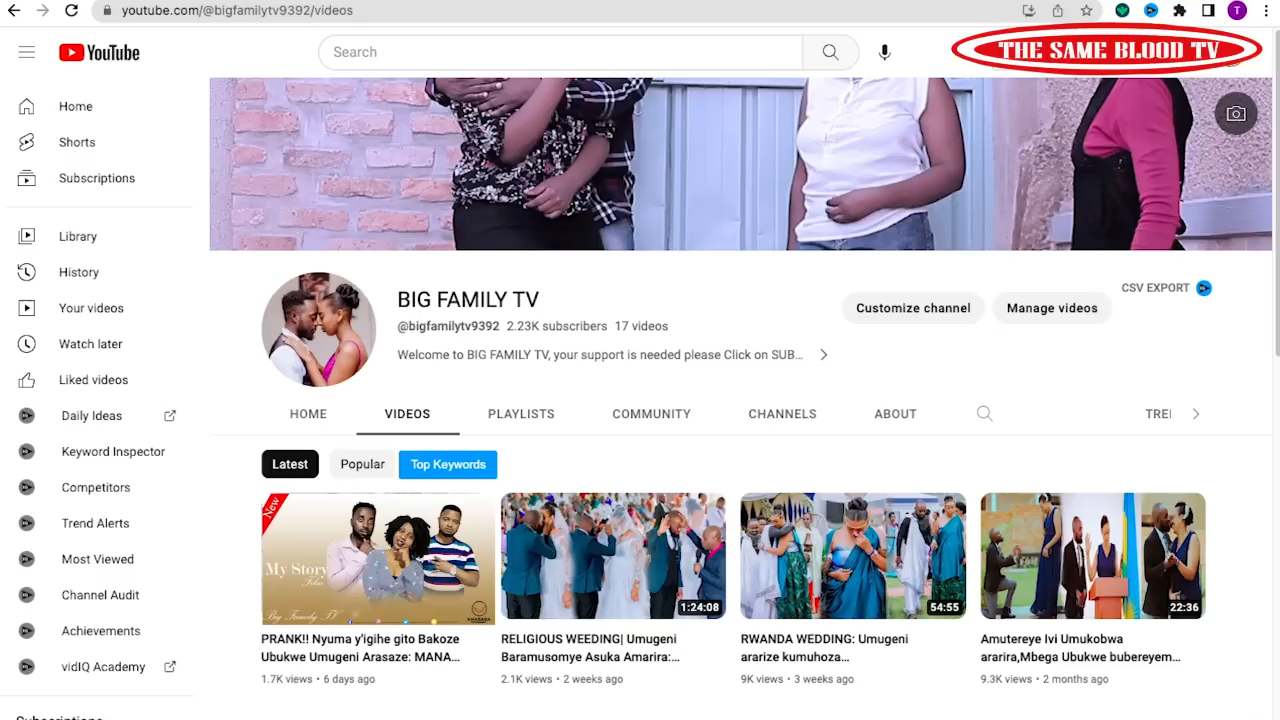 youtube.com/@bigfamilytv9392/videos
T
YouTube
Search
THE SAME BLOOD TV
Home
Shorts
Subscriptions
Library
History
Your videos
Watch later
Liked videos
Daily Ideas
Keyword Inspector
Competitors
Trend Alerts
Most Viewed
Channel Audit
Achievements
vidIQ Academy
Subscriptions
BIG FAMILY TV
@bigfamilytv9392 2.23K subscribers 17 videos
Welcome to BIG FAMILY TV, your support is needed please Click on SUB...
Customize channel
Manage videos
CSV EXPORT
HOME
VIDEOS
PLAYLISTS
COMMUNITY
CHANNELS
ABOUT
TREI
Latest
Popular
Top Keywords
New
My Story
Film
Big Family TV
PRANK!! Nyuma y'igihe gito Bakoze
Ubukwe Umugeni Arasaze: MANA...
1.7K views • 6 days ago
1:24:08
RELIGIOUS WEEDING| Umugeni
Baramusomye Asuka Amarira:...
2.1K views • 2 weeks ago
54:55
RWANDA WEDDING: Umugeni
ararize kumuhoza...
9K views • 3 weeks ago
22:36
Amutereye Ivi Umukobwa
ararira,Mbega Ubukwe bubereyem...
9.3K views • 2 months ago